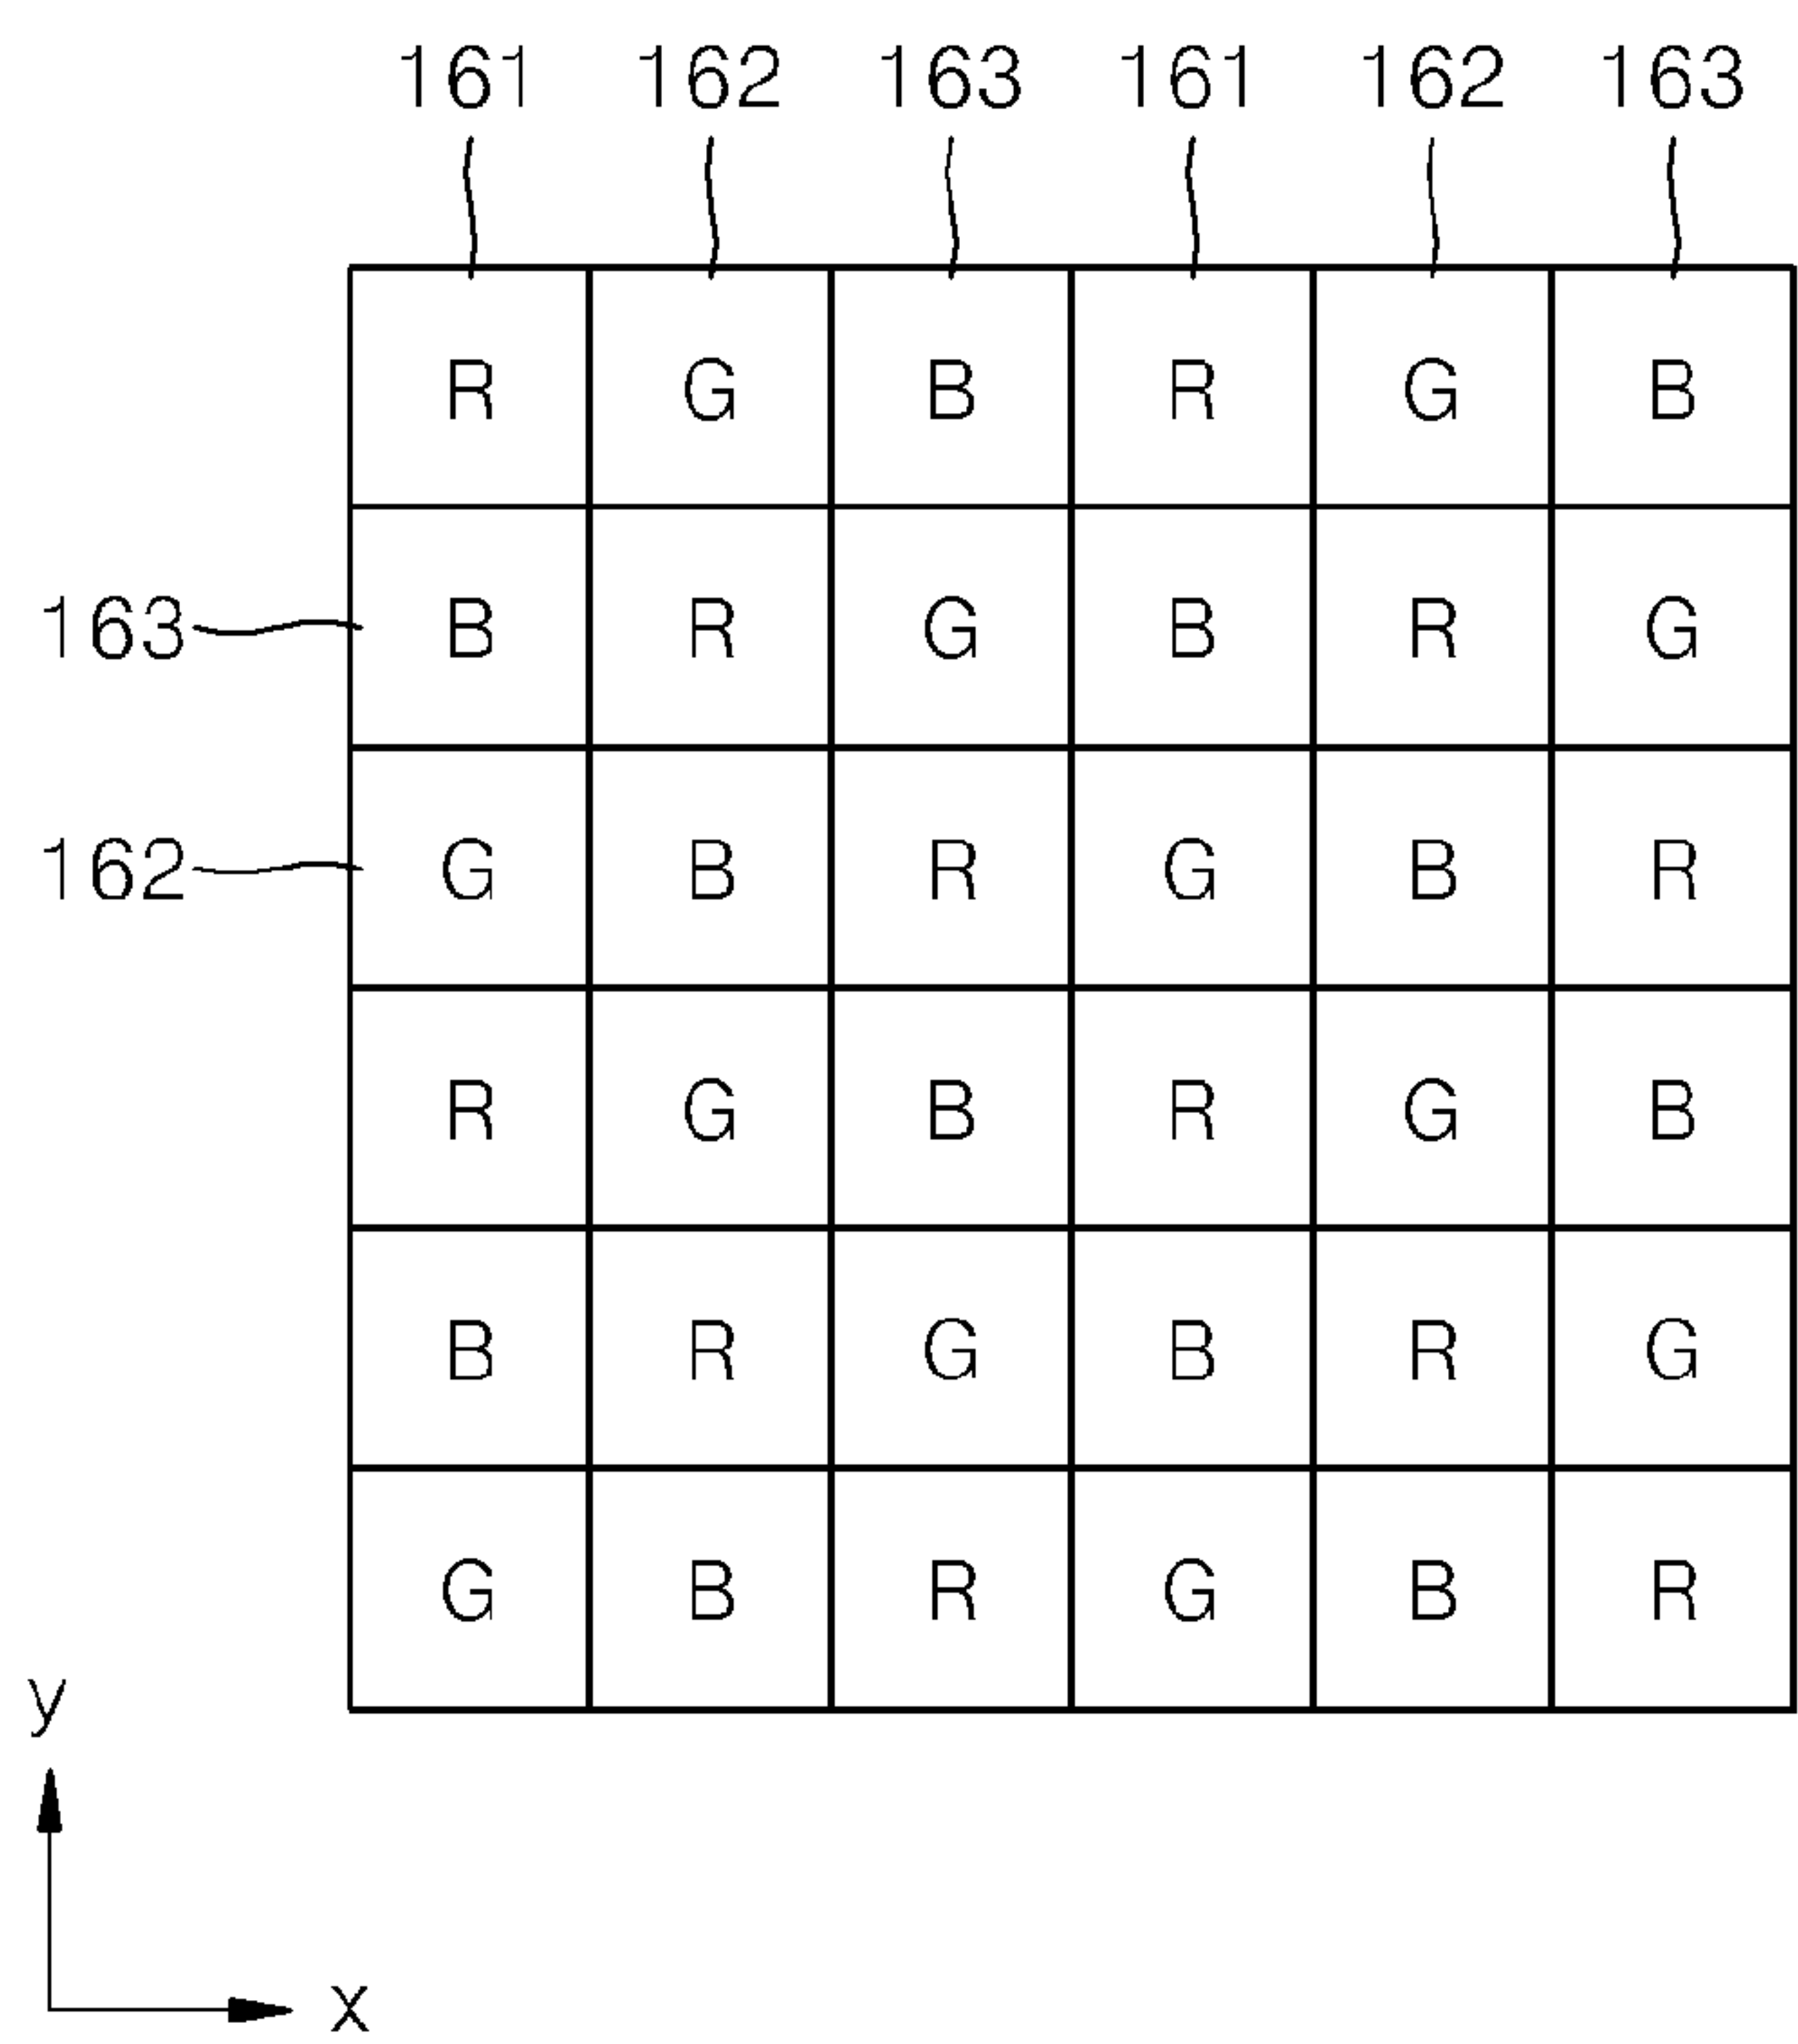 161 162 163 161 162 163
R G B R G B
163 B R G B R G
162 G B R G B R
R G B R G B
B R G B R G
G B R G B R
y
x